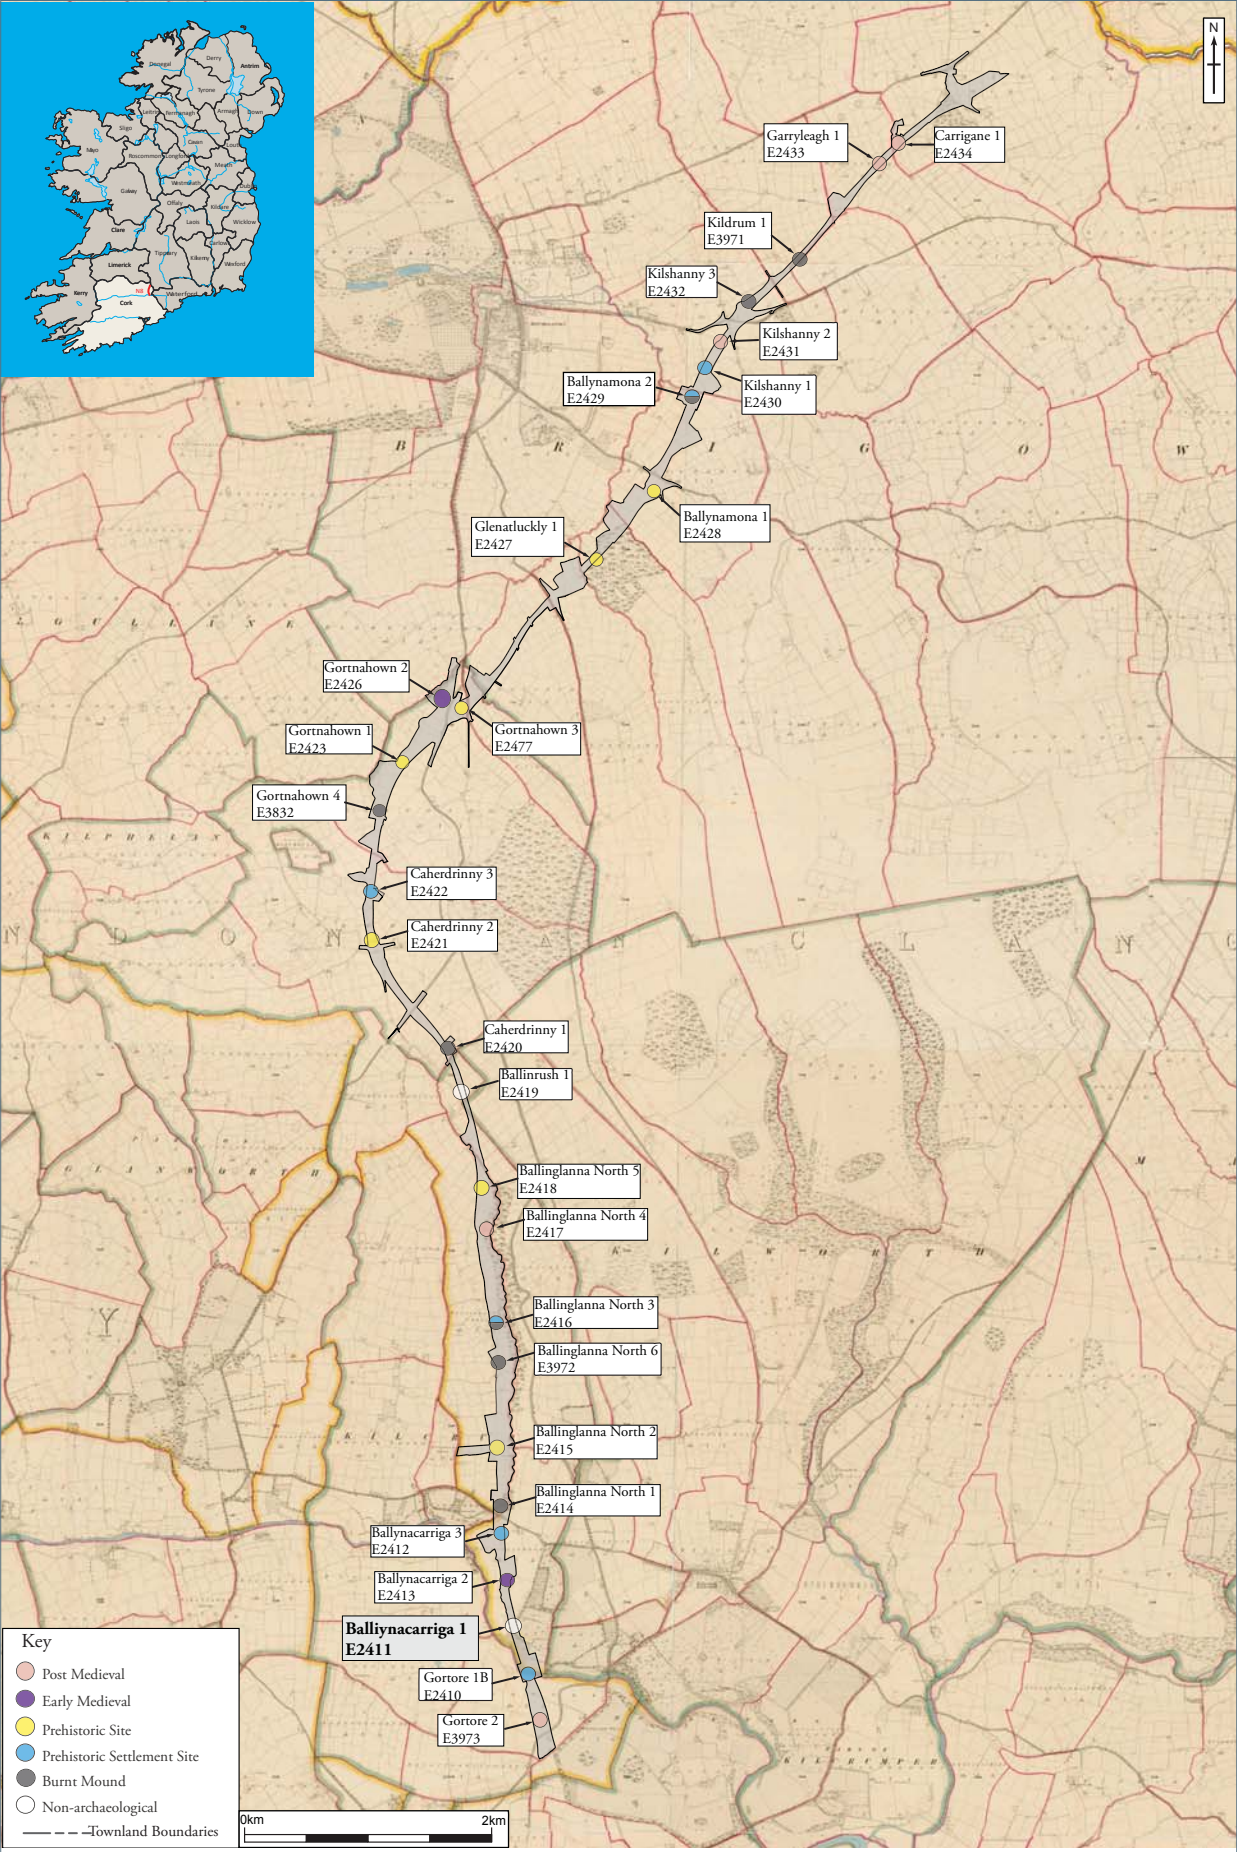 N
Donegal
Derry
Antrim
Tyrone
Leitrim
Fermanagh
Armagh
Down
Sligo
Cavan
Mayo
Roscommon
Longford
Meath
Westmeath
Galway
Offaly
Kildare
Laois
Wicklow
Clare
Carlow
Tipperary
Kilkenny
Wexford
Limerick
Kerry
N8
Waterford
Cork
Garryleagh 1
E2433
Carrigane 1
E2434
Kildrum 1
E3971
Kilshanny 3
E2432
Kilshanny 2
E2431
Ballynamona 2
E2429
Kilshanny 1
E2430
B R I G O W
Ballynamona 1
E2428
Glenatluckly 1
E2427
Gortnahown 2
E2426
Gortnahown 3
E2477
Gortnahown 1
E2423
Gortnahown 4
E3832
KILPHELAN
Caherdrinny 3
E2422
Caherdrinny 2
E2421
N D O N A N D C L A N G
Caherdrinny 1
E2420
Ballinrush 1
E2419
GLANWORTH
Ballinglanna North 5
E2418
Ballinglanna North 4
E2417
K I L W O R T H
Ballinglanna North 3
E2416
Y
Ballinglanna North 6
E3972
Ballinglanna North 2
E2415
Ballinglanna North 1
E2414
Ballynacarriga 3
E2412
Ballynacarriga 2
E2413
Balliynacarriga 1
E2411
Gortore 1B
E2410
Gortore 2
E3973
KILCRUMPER
Key
Post Medieval
Early Medieval
Prehistoric Site
Prehistoric Settlement Site
Burnt Mound
Non-archaeological
Townland Boundaries
0km 2km